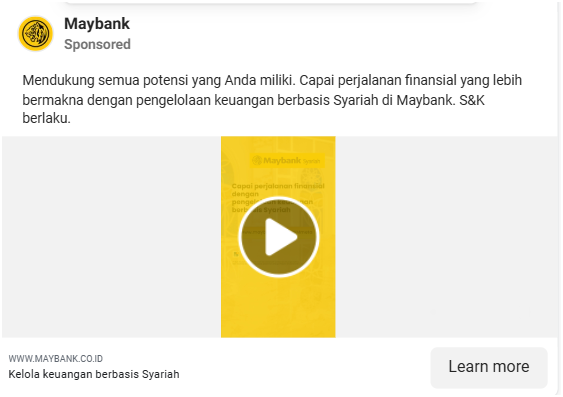 Maybank
Sponsored
Mendukung semua potensi yang Anda miliki. Capai perjalanan finansial yang lebih
bermakna dengan pengelolaan keuangan berbasis Syariah di Maybank. S&K
berlaku.
Maybank Syariah
Capai perjalanan finansial
dengan
pengelolaan keuangan
berbasis Syariah
WWW.MAYBANK.CO.ID
Kelola keuangan berbasis Syariah
Learn more